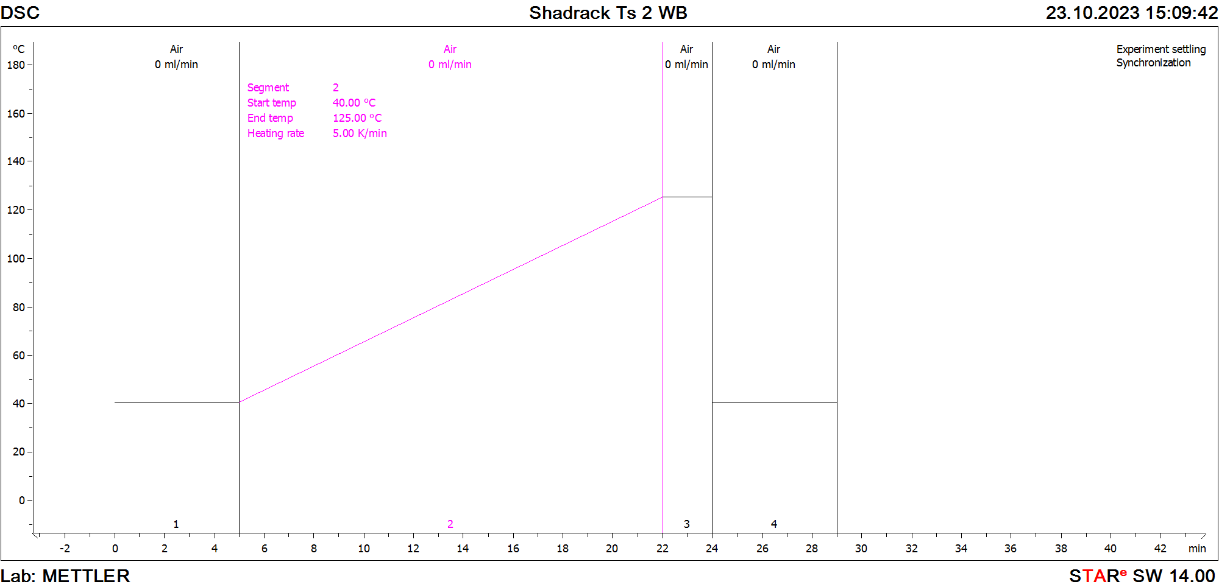 DSC Shadrack Ts 2 WB 23.10.2023 15:09:42
°C Air Air Air Air Experiment settling
180 0 ml/min 0 ml/min 0 ml/min 0 ml/min Synchronization
Segment 2
Start temp 40.00 °C
End temp 125.00 °C
Heating rate 5.00 K/min
160
140
120
100
80
60
40
20
0
1 2 3 4
-2 0 2 4 6 8 10 12 14 16 18 20 22 24 26 28 30 32 34 36 38 40 42 min
Lab: METTLER STARe SW 14.00